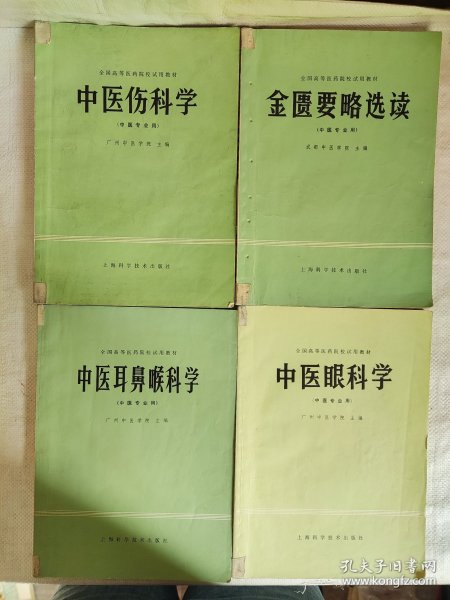 全国高等医药院校试用教材
中医伤科学
(中医专业用)
广州中医学院 主编
上海科学技术出版社
全国高等医药院校试用教材
金匮要略选读
(中医专业用)
成都中医学院 主编
上海科学技术出版社
全国高等医药院校试用教材
中医耳鼻喉科学
(中医专业用)
广州中医学院 主编
上海科学技术出版社
全国高等医药院校试用教材
中医眼科学
(中医专业用)
广州中医学院 主编
上海科学技术出版社
孔夫子旧书网
www.kongfz.com